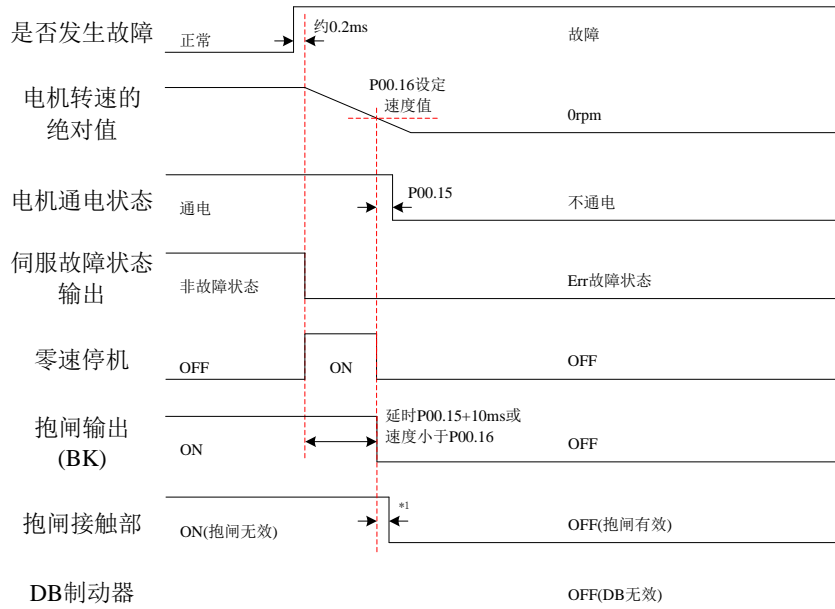 是否发生故障
正常
约0.2ms
故障
电机转速的
绝对值
P00.16设定
速度值
0rpm
电机通电状态
通电
P00.15
不通电
伺服故障状态
输出
非故障状态
Err故障状态
零速停机
OFF
ON
OFF
抱闸输出
(BK)
ON
延时P00.15+10ms或
速度小于P00.16
OFF
抱闸接触部
ON(抱闸无效)
*1
OFF(抱闸有效)
DB制动器
OFF(DB无效)